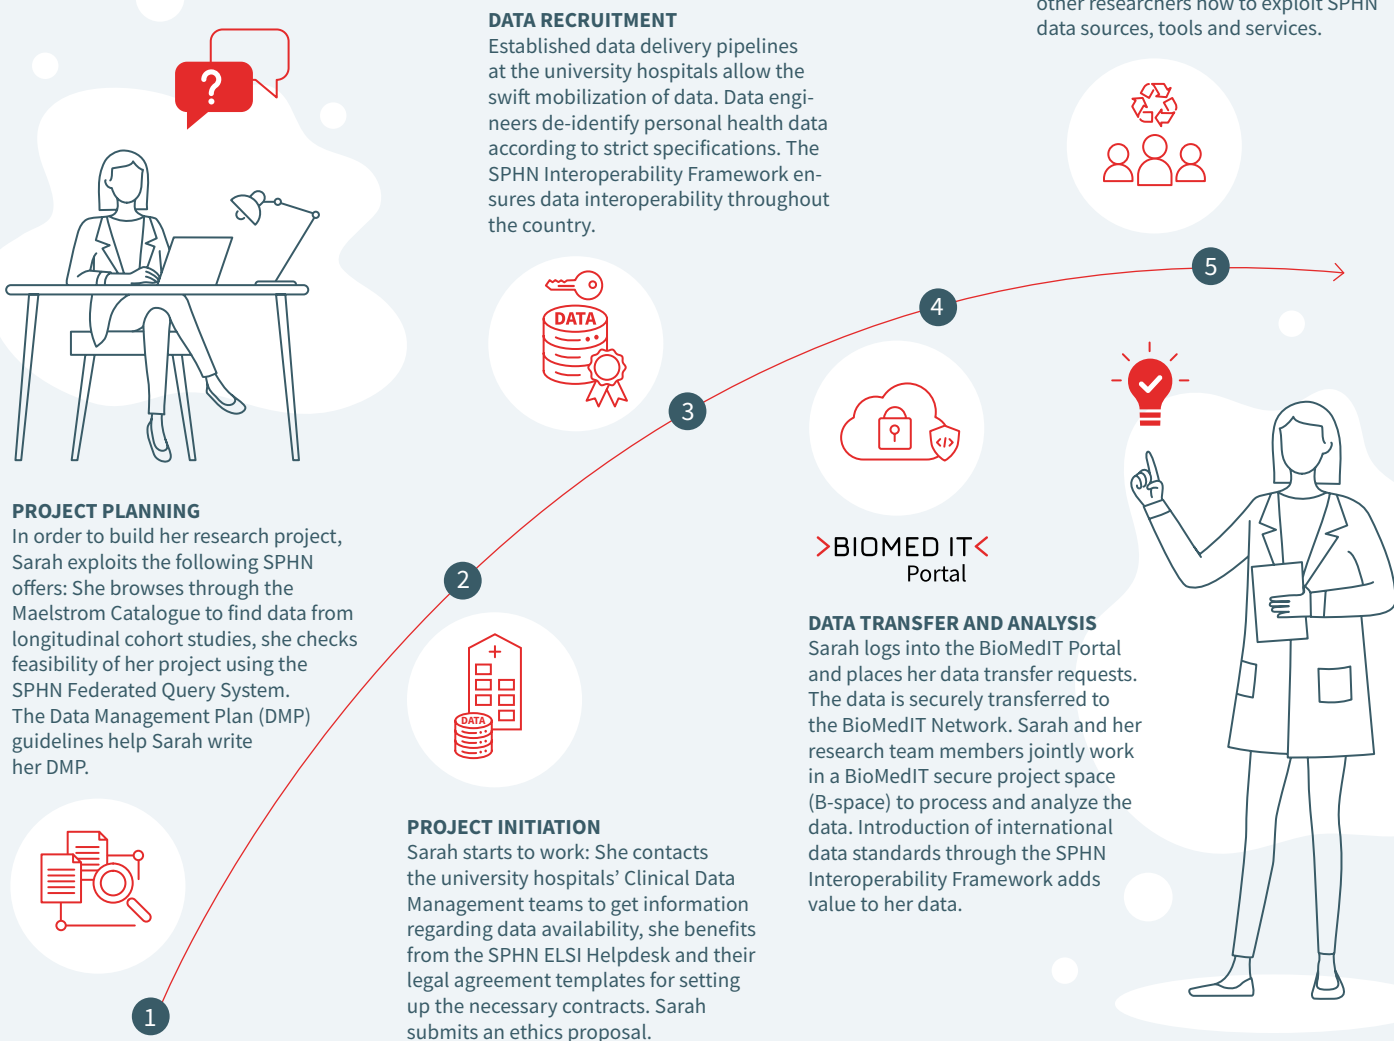 PROJECT PLANNING
In order to build her research project,
Sarah exploits the following SPHN
offers: She browses through the
Maelstrom Catalogue to find data from
longitudinal cohort studies, she checks
feasibility of her project using the
SPHN Federated Query System.
The Data Management Plan (DMP)
guidelines help Sarah write
her DMP.
1
2
DATA
PROJECT INITIATION
Sarah starts to work: She contacts
the university hospitals’ Clinical Data
Management teams to get information
regarding data availability, she benefits
from the SPHN ELSI Helpdesk and their
legal agreement templates for setting
up the necessary contracts. Sarah
submits an ethics proposal.
DATA RECRUITMENT
Established data delivery pipelines
at the university hospitals allow the
swift mobilization of data. Data engi-
neers de-identify personal health data
according to strict specifications. The
SPHN Interoperability Framework en-
sures data interoperability throughout
the country.
DATA
3
4
</>
>BIOMED IT<
Portal
DATA TRANSFER AND ANALYSIS
Sarah logs into the BioMedIT Portal
and places her data transfer requests.
The data is securely transferred to
the BioMedIT Network. Sarah and her
research team members jointly work
in a BioMedIT secure project space
(B-space) to process and analyze the
data. Introduction of international
data standards through the SPHN
Interoperability Framework adds
value to her data.
other researchers how to exploit SPHN
data sources, tools and services.
5
?